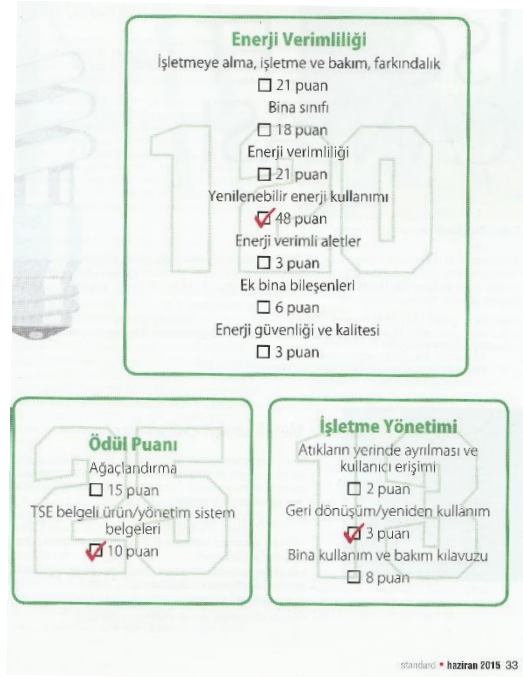 Enerji Verimliliği
İşletmeye alma, işletme ve bakım, farkındalık
21 puan
Bina sınıfı
18 puan
Enerji verimliliği
21 puan
Yenilenebilir enerji kullanımı
48 puan
Enerji verimli aletler
3 puan
Ek bina bileşenleri
6 puan
Enerji güvenliği ve kalitesi
3 puan
120
Ödül Puanı
Ağaçlandırma
15 puan
TSE belgeli ürün/yönetim sistem
belgeleri
10 puan
25
İşletme Yönetimi
Atıkların yerinde ayrılması ve
kullanıcı erişimi
2 puan
Geri dönüşüm/yeniden kullanım
3 puan
Bina kullanım ve bakım kılavuzu
8 puan
13
standard • haziran 2015 33